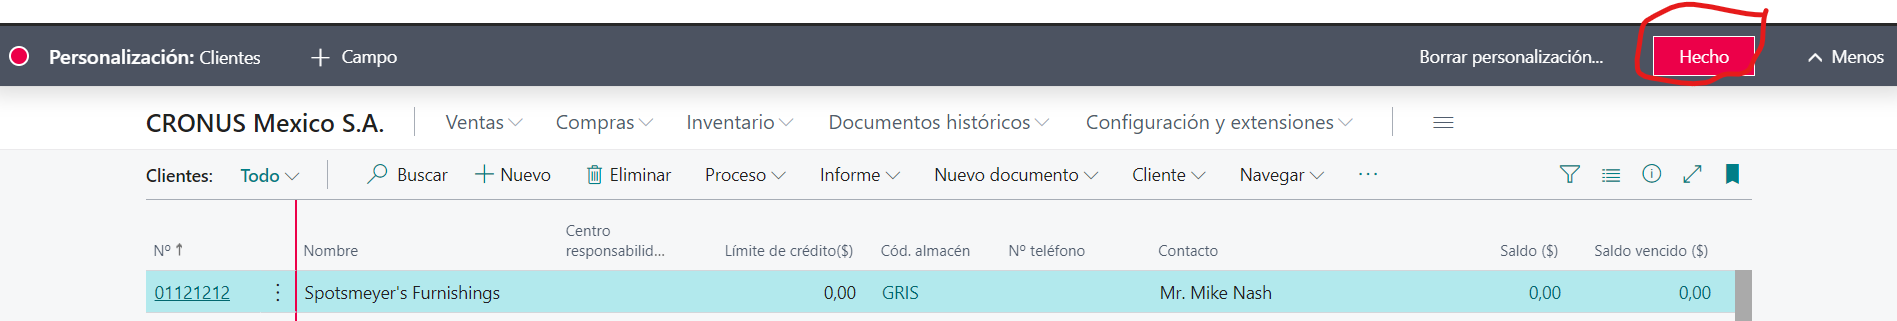 Personalización: Clientes + Campo Borrar personalización... Hecho Menos
CRONUS Mexico S.A. Ventas Compras Inventario Documentos históricos Configuración y extensiones
Clientes: Todo Buscar + Nuevo Eliminar Proceso Informe Nuevo documento Cliente Navegar ...
Nº ↑ Nombre Centro responsabilid... Límite de crédito($) Cód. almacén Nº teléfono Contacto Saldo ($) Saldo vencido ($)
01121212 Spotsmeyer's Furnishings 0,00 GRIS Mr. Mike Nash 0,00 0,00